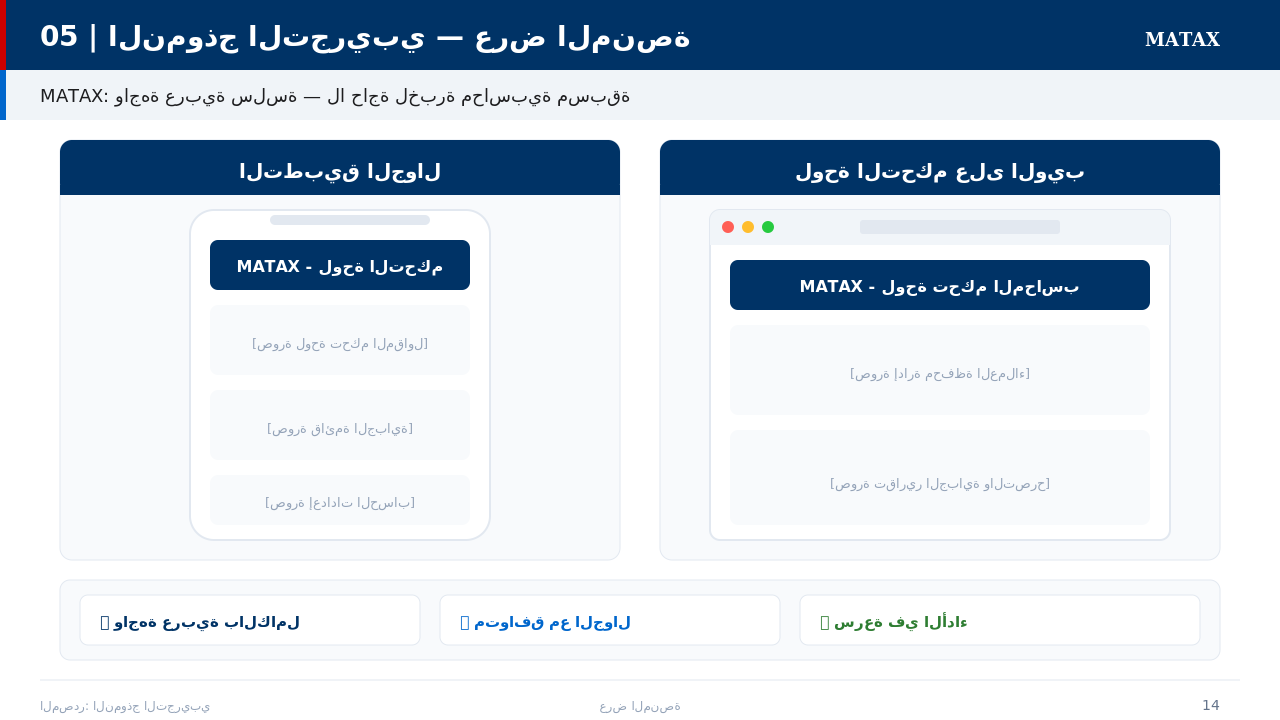 05 | النموذج التجريبي — عرض المنصة
MATAX
MATAX: واجهة عربية سلسة — لا حاجة لخبرة محاسبية مسبقة
التطبيق الجوال
MATAX - لوحة التحكم
[صورة لوحة تحكم المقاول]
[صورة قائمة الجباية]
[صورة إعدادات الحساب]
لوحة التحكم على الويب
MATAX - لوحة تحكم المحاسب
[صورة إدارة محفظة العملاء]
[صورة تقارير الجباية والتصرح]
واجهة عربية بالكامل
متوافق مع الجوال
سرعة في الأداء
المصدر: النموذج التجريبي
عرض المنصة
14